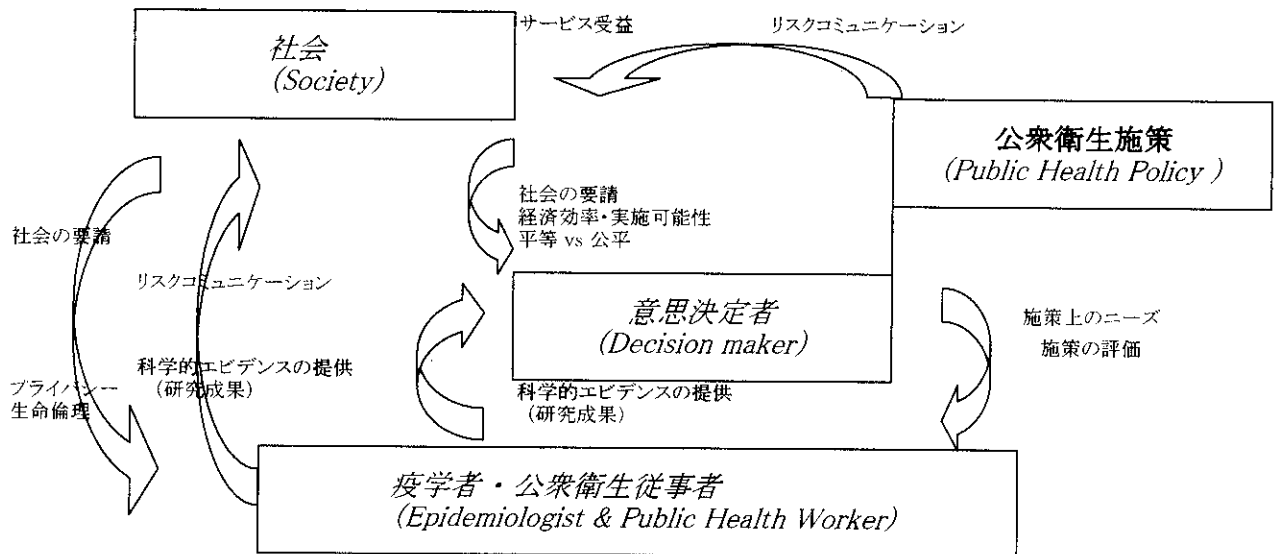 サービス受益
リスクコミュニケーション
社会
(Society)
公衆衛生施策
(Public Health Policy )
社会の要請
経済効率・実施可能性
平等 vs 公平
社会の要請
リスクコミュニケーション
意思決定者
(Decision maker)
施策上のニーズ
施策の評価
科学的エビデンスの提供
（研究成果）
プライバシー
生命倫理
科学的エビデンスの提供
（研究成果）
疫学者・公衆衛生従事者
(Epidemiologist & Public Health Worker)